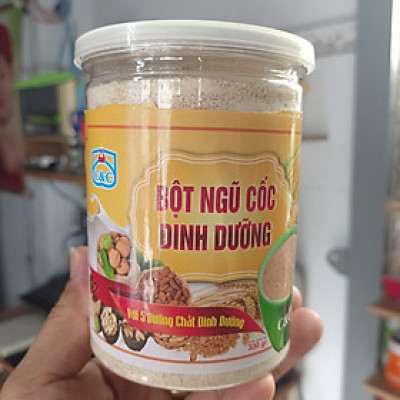 C&C
BỘT NGŨ CỐC
DINH DƯỠNG
Với 5 Dưỡng Chất Dinh Dưỡng